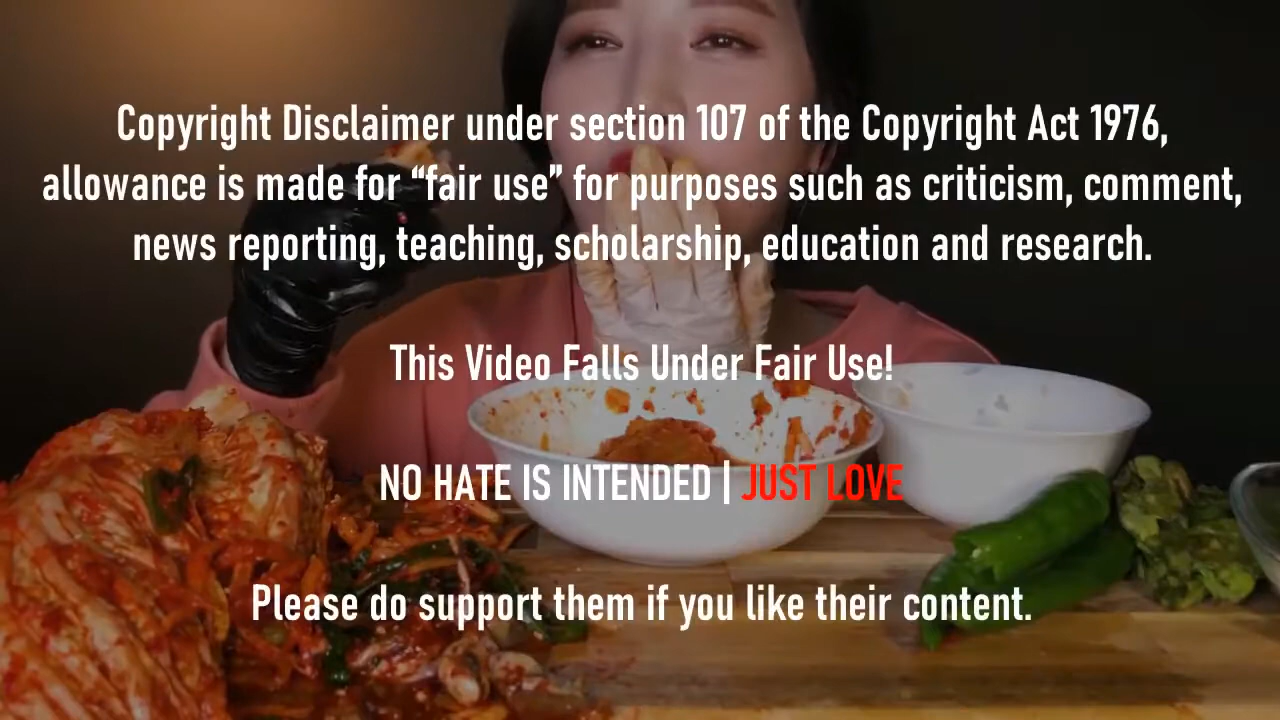 Copyright Disclaimer under section 107 of the Copyright Act 1976,
allowance is made for “fair use” for purposes such as criticism, comment,
news reporting, teaching, scholarship, education and research.
This Video Falls Under Fair Use!
NO HATE IS INTENDED | JUST LOVE
Please do support them if you like their content.